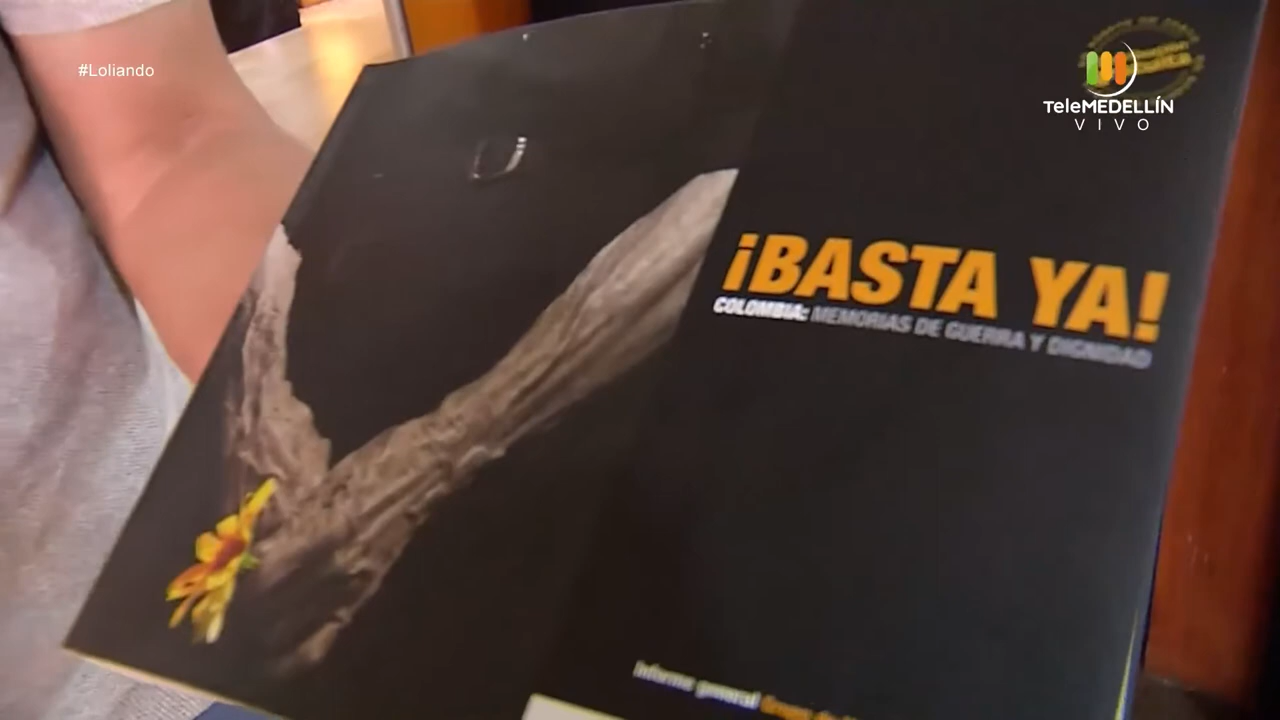 #Loliando
TeleMEDELLÍN
VIVO
¡BASTA YA!
COLOMBIA: MEMORIAS DE GUERRA Y DIGNIDAD
Informe general